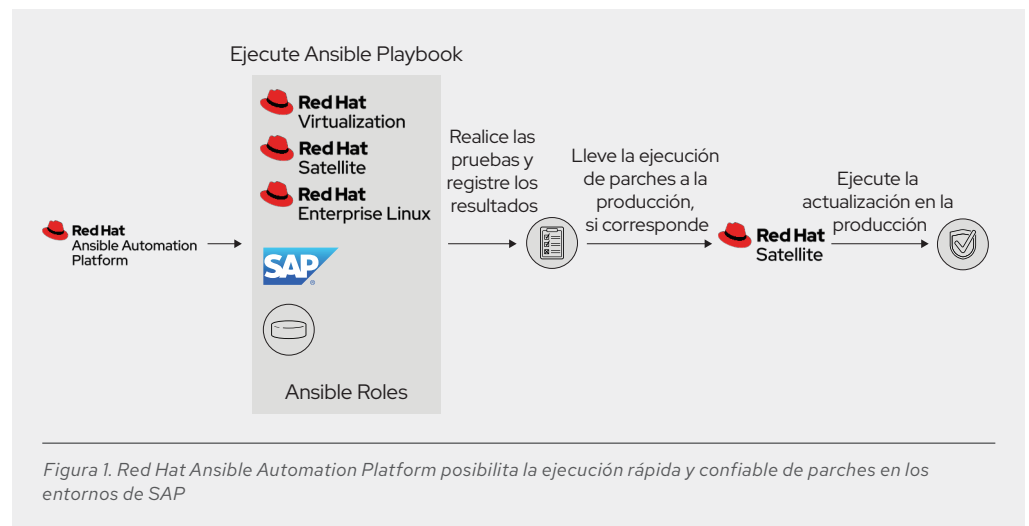 Ejecute Ansible Playbook
Red Hat
Virtualization
Red Hat
Satellite
Red Hat
Enterprise Linux
SAP
®
Ansible Roles
Red Hat
Ansible Automation
Platform
Realice las
pruebas y
registre los
resultados
Lleve la ejecución
de parches a la
producción,
si corresponde
Red Hat
Satellite
Ejecute la
actualización en la
producción
Figura 1. Red Hat Ansible Automation Platform posibilita la ejecución rápida y confiable de parches en los
entornos de SAP